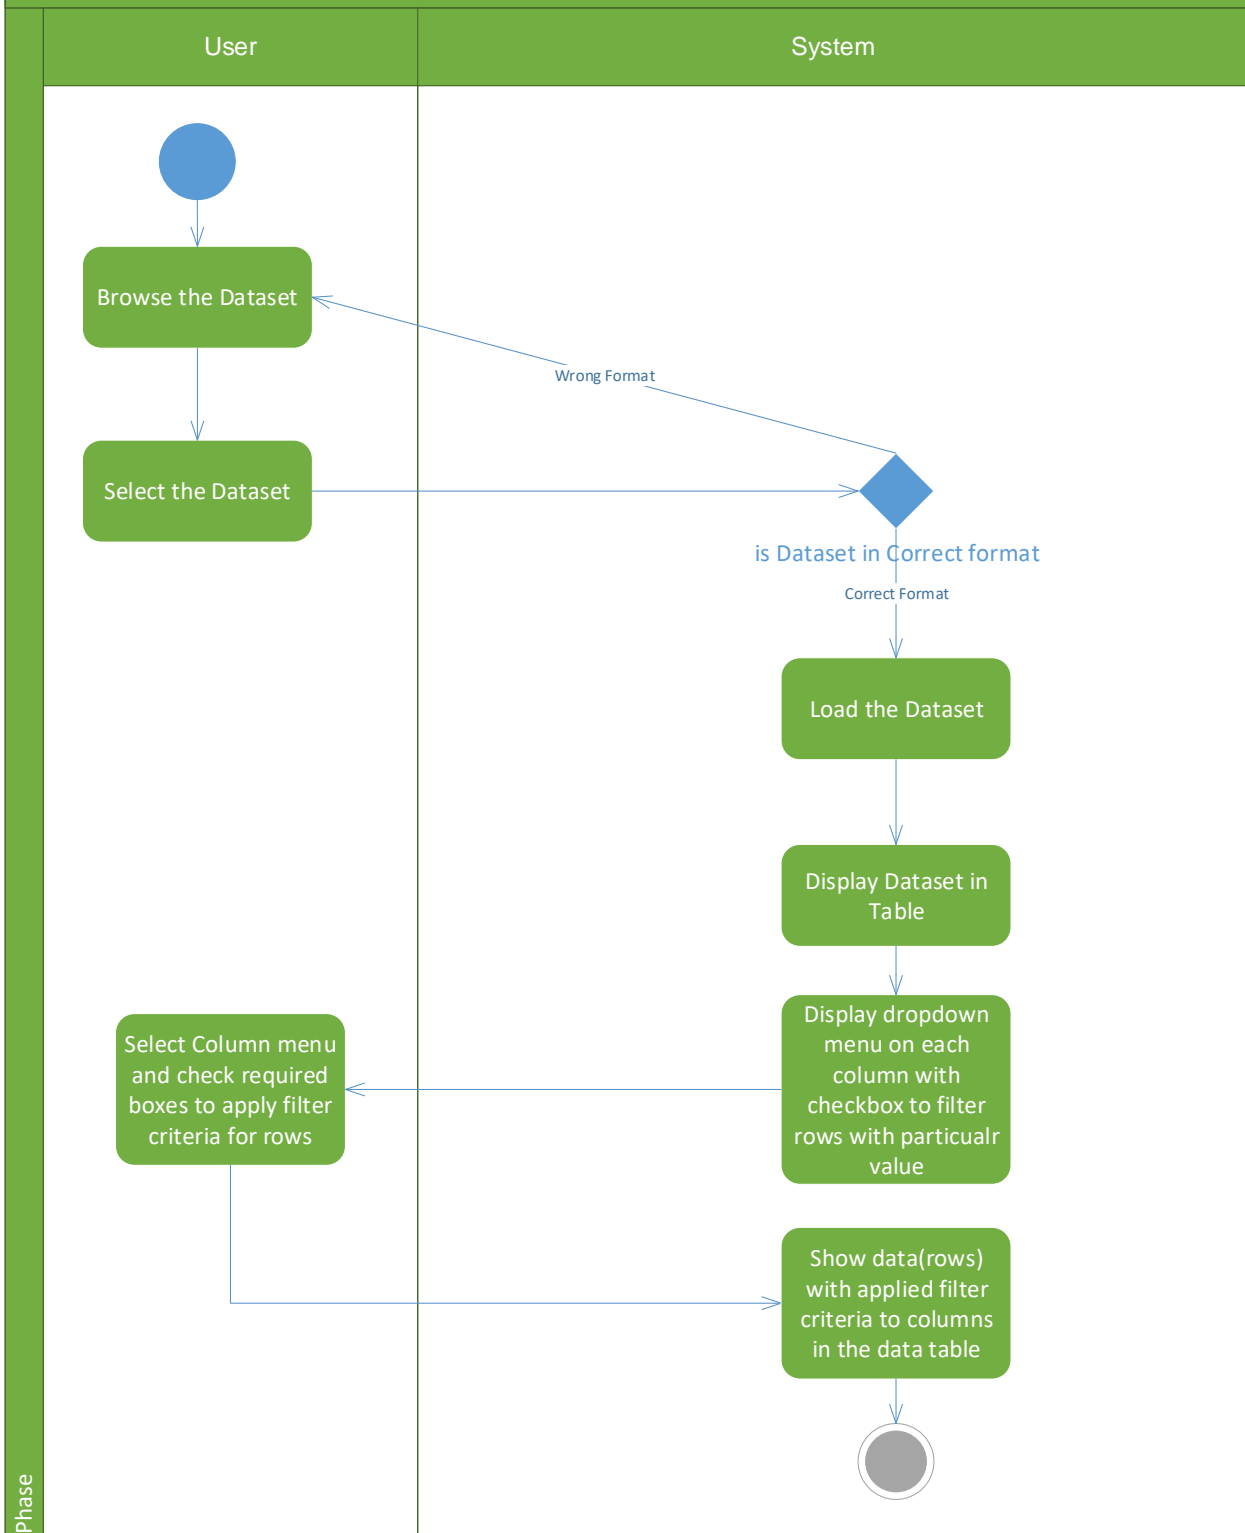 User
System
Browse the Dataset
Wrong Format
Select the Dataset
is Dataset in Correct format
Correct Format
Load the Dataset
Display Dataset in
Table
Display dropdown
menu on each
column with
checkbox to filter
rows with particualr
value
Select Column menu
and check required
boxes to apply filter
criteria for rows
Show data(rows)
with applied filter
criteria to columns
in the data table
Phase